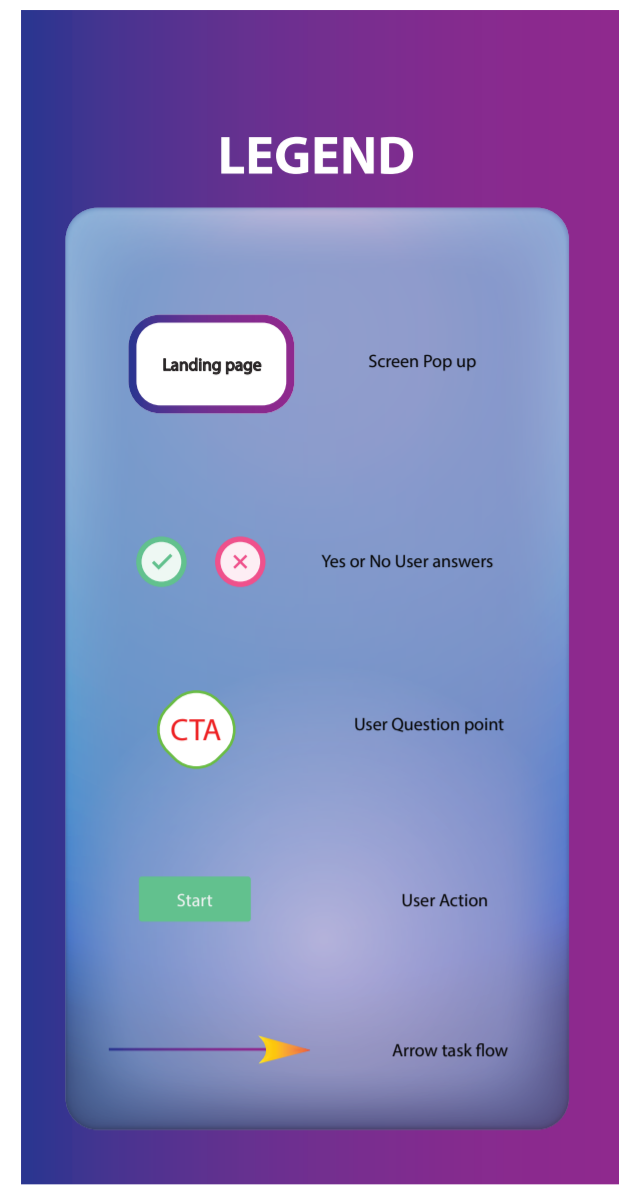 LEGEND
Landing page
Screen Pop up
Yes or No User answers
CTA
User Question point
Start
User Action
Arrow task flow